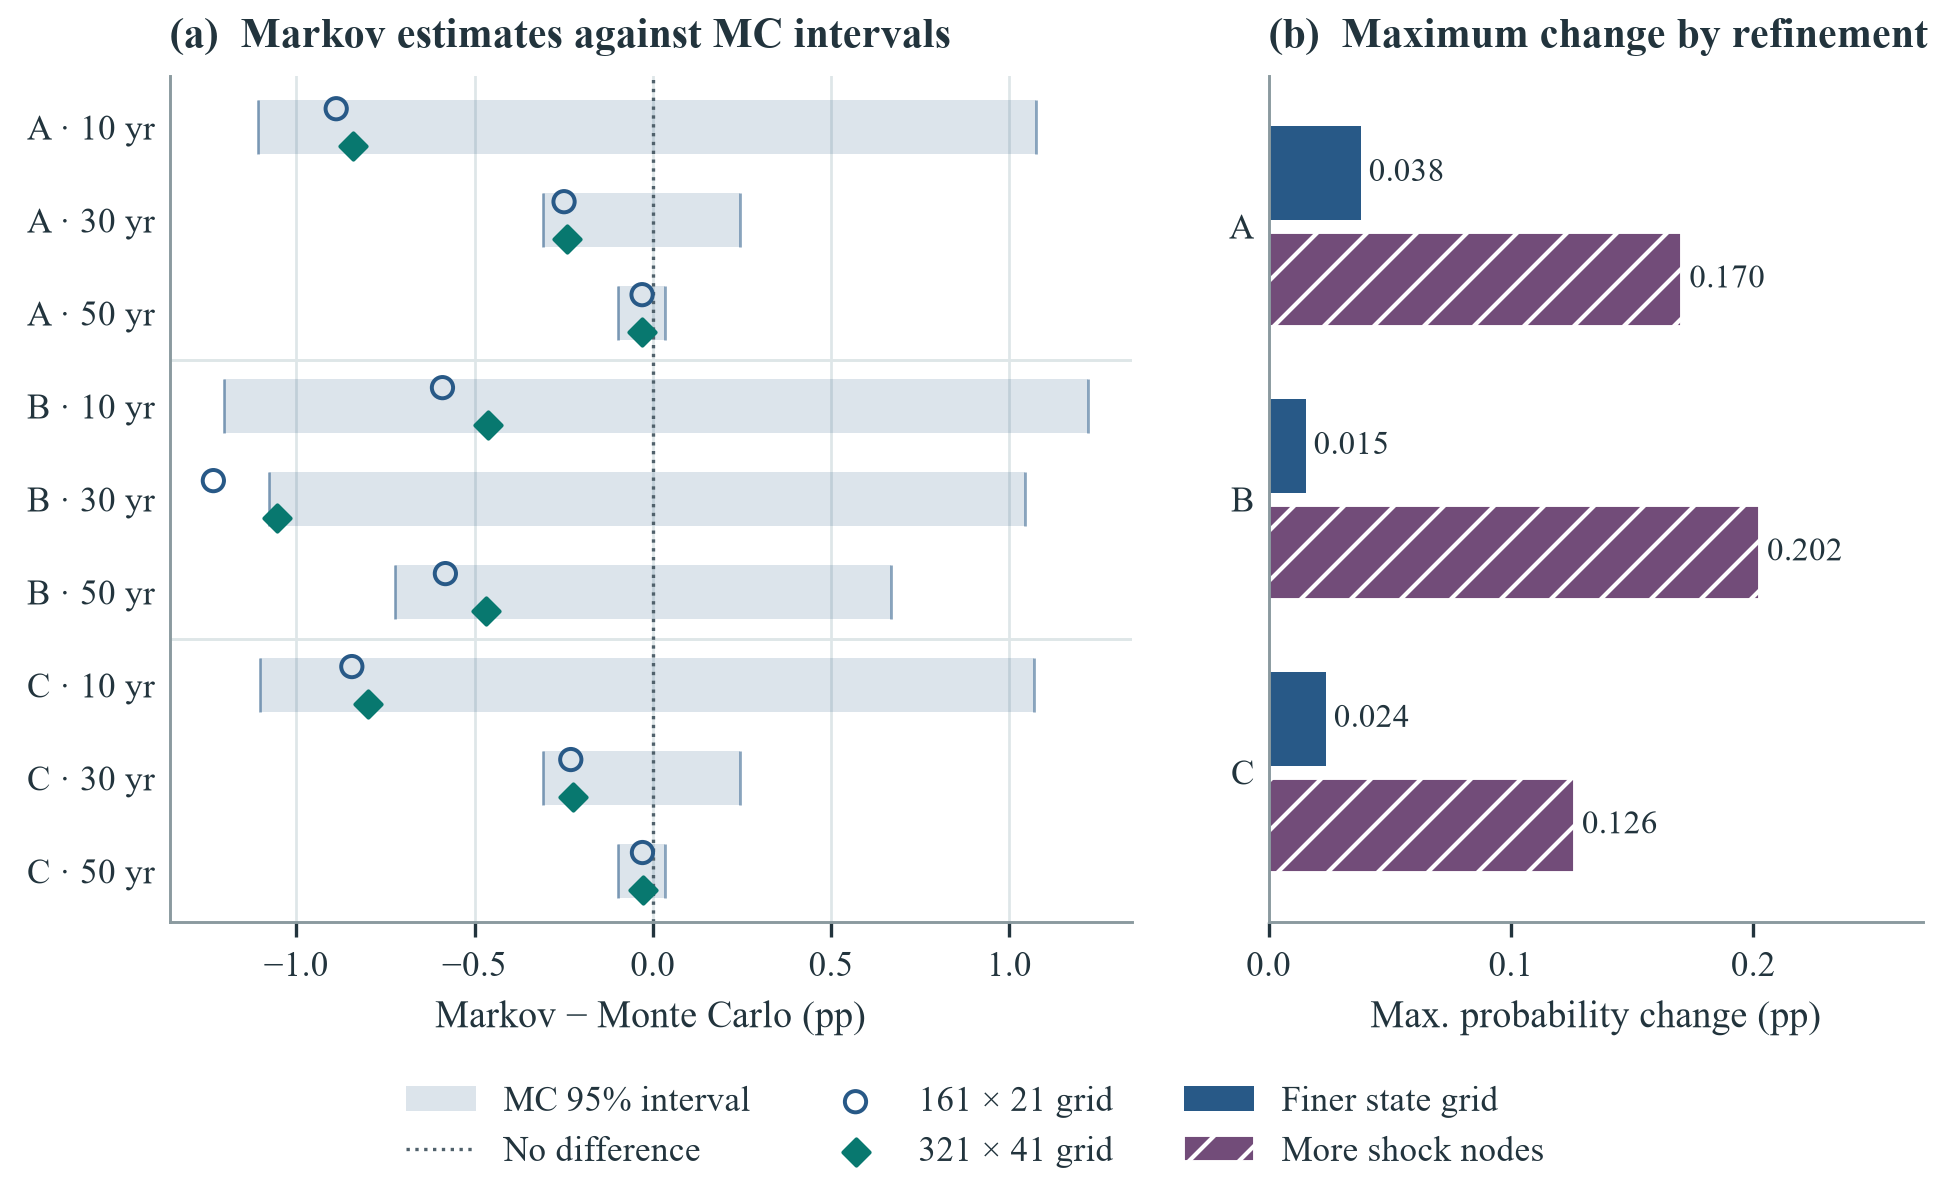 (a) Markov estimates against MC intervals
A · 10 yr
A · 30 yr
A · 50 yr
B · 10 yr
B · 30 yr
B · 50 yr
C · 10 yr
C · 30 yr
C · 50 yr
−1.0 −0.5 0.0 0.5 1.0
Markov − Monte Carlo (pp)
(b) Maximum change by refinement
A
0.038
0.170
B
0.015
0.202
C
0.024
0.126
0.0 0.1 0.2
Max. probability change (pp)
MC 95% interval
No difference
161 × 21 grid
321 × 41 grid
Finer state grid
More shock nodes